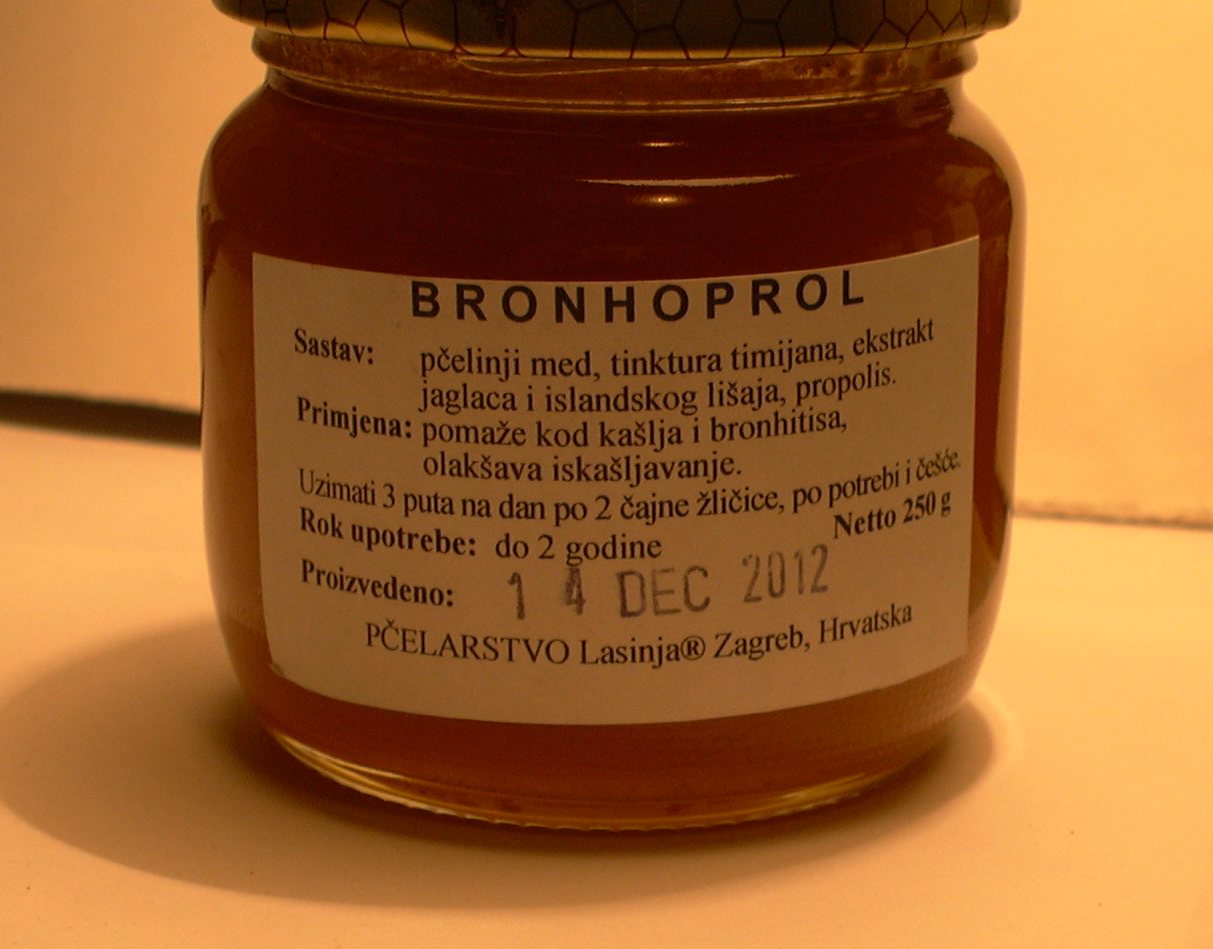 BRONHOPROL
Sastav: pčelinji med, tinktura timijana, ekstrakt
jaglaca i islandskog lišaja, propolis.
Primjena: pomaže kod kašlja i bronhitisa,
olakšava iskašljavanje.
Uzimati 3 puta na dan po 2 čajne žličice, po potrebi i češće.
Rok upotrebe: do 2 godine Netto 250 g
Proizvedeno: 14 DEC 2012
PČELARSTVO Lasinja® Zagreb, Hrvatska